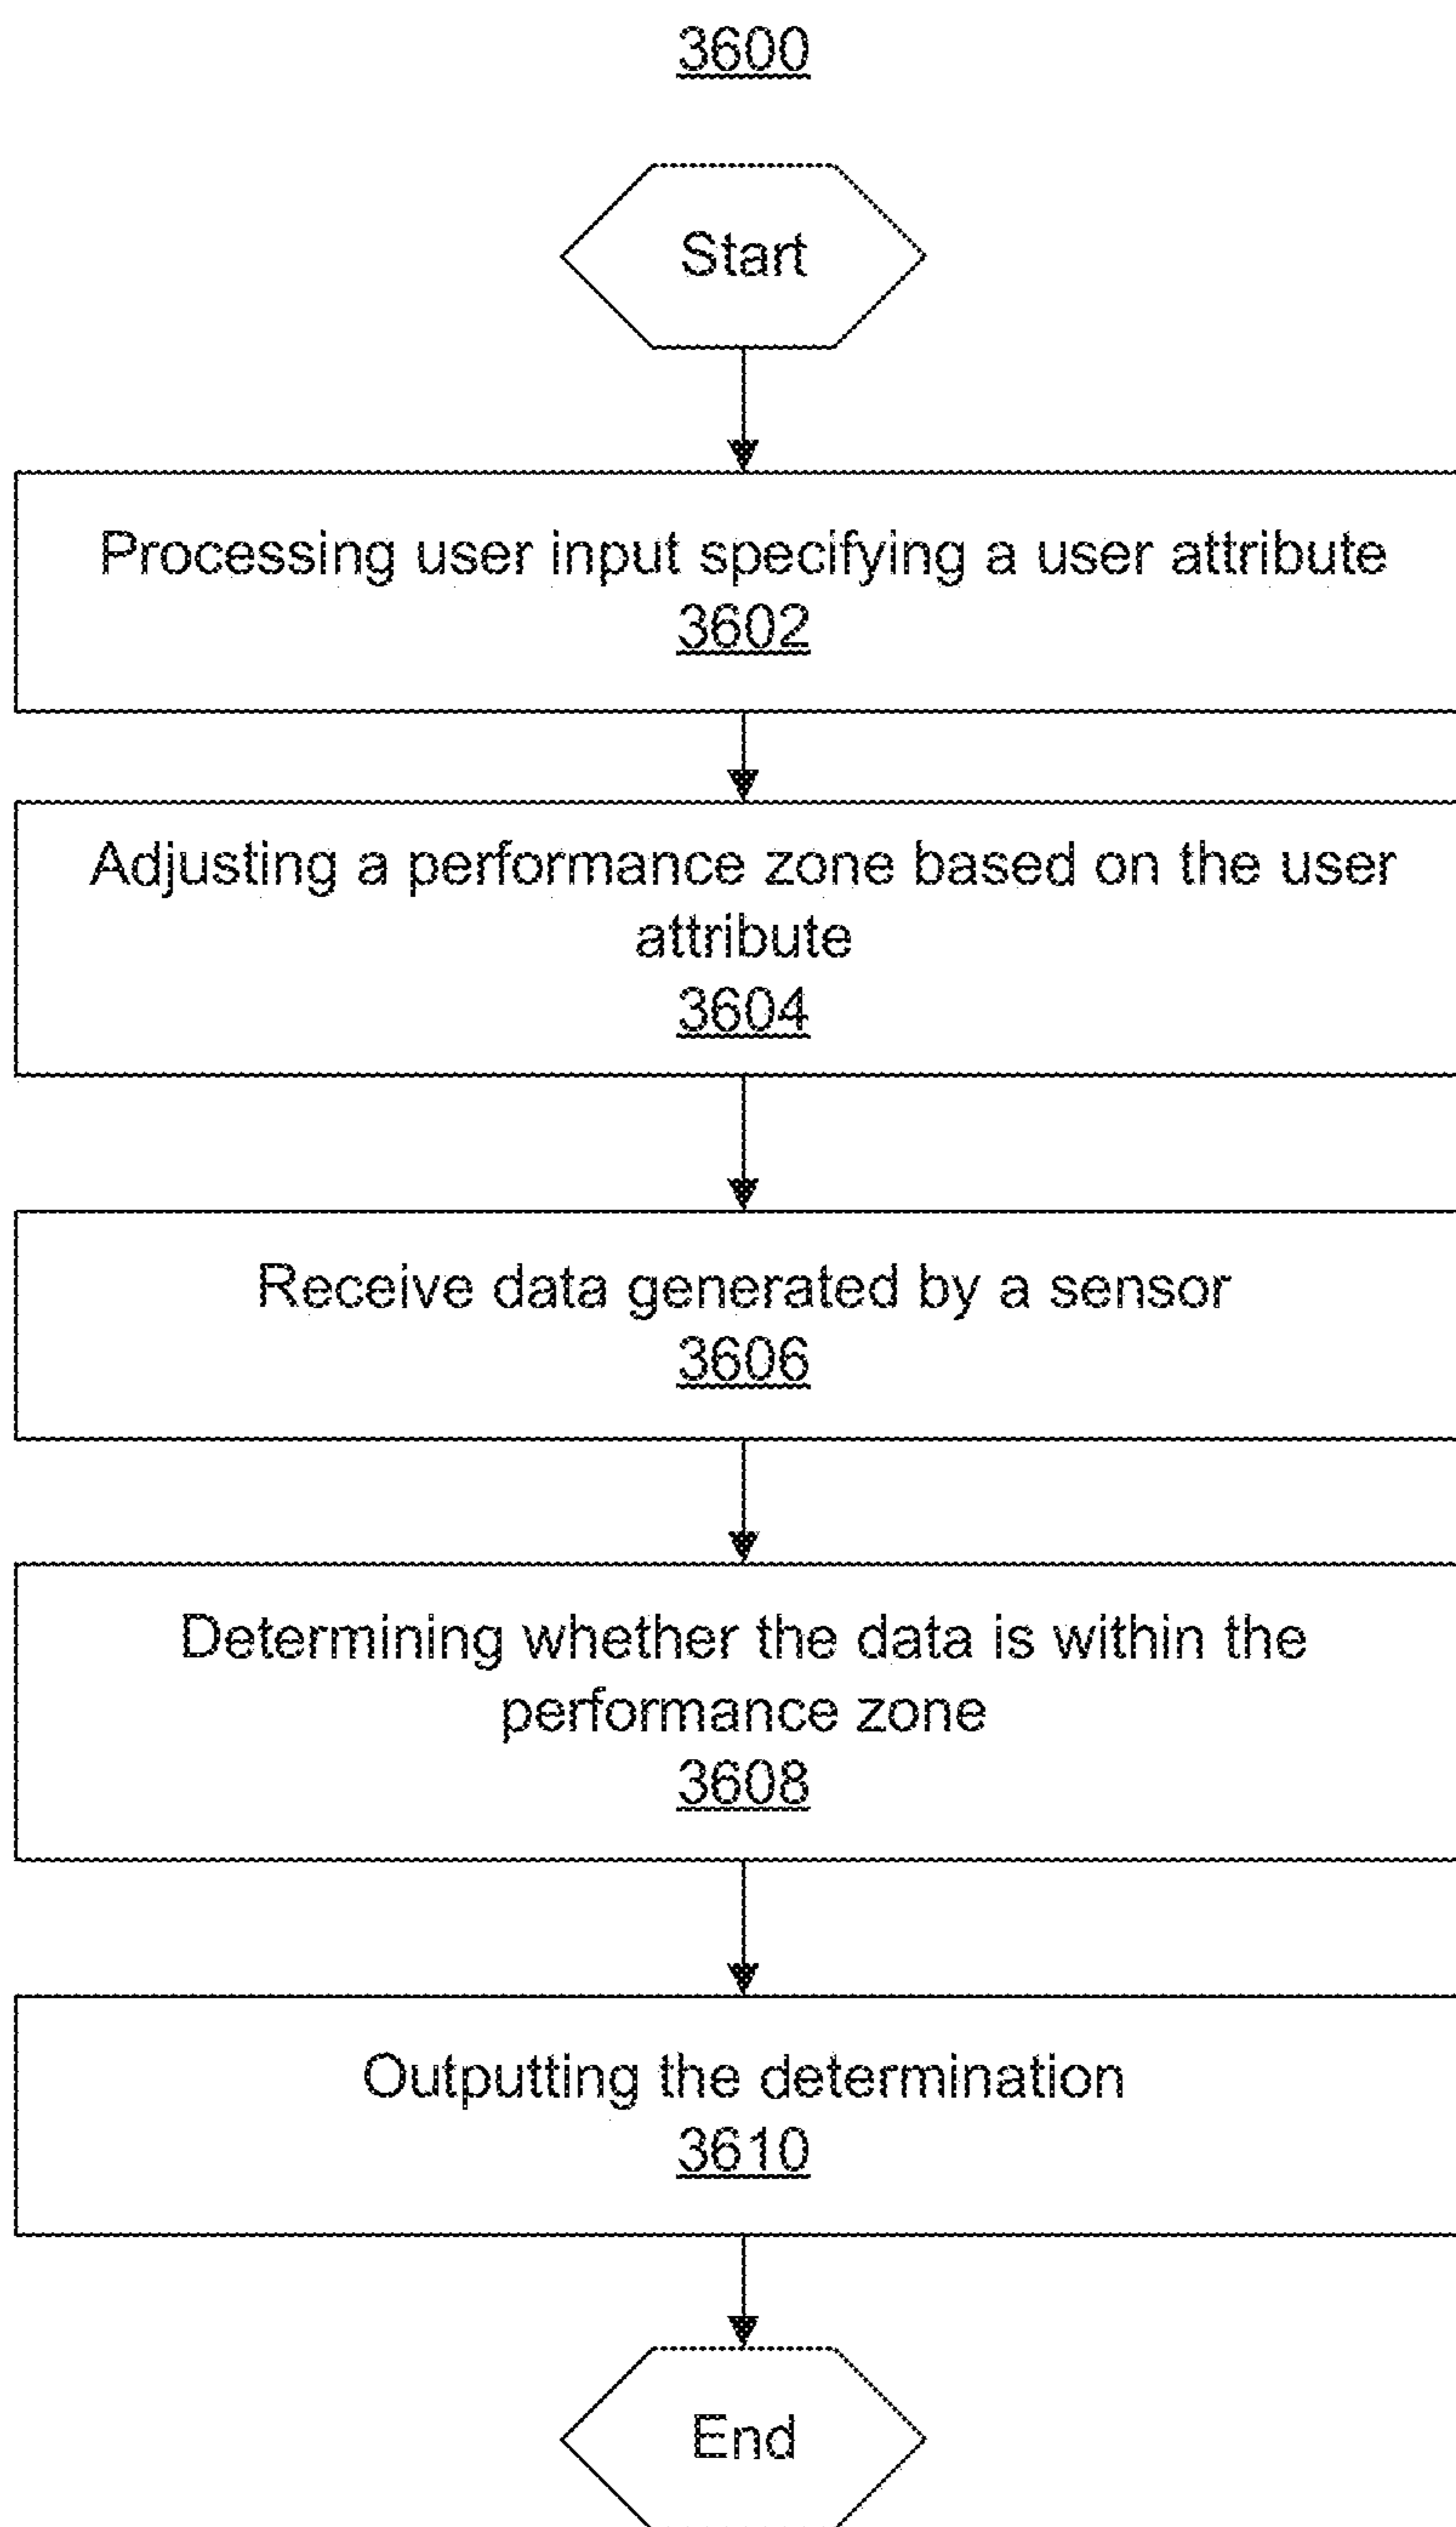 3600
Start
Processing user input specifying a user attribute
3602
Adjusting a performance zone based on the user
attribute
3604
Receive data generated by a sensor
3606
Determining whether the data is within the
performance zone
3608
Outputting the determination
3610
End